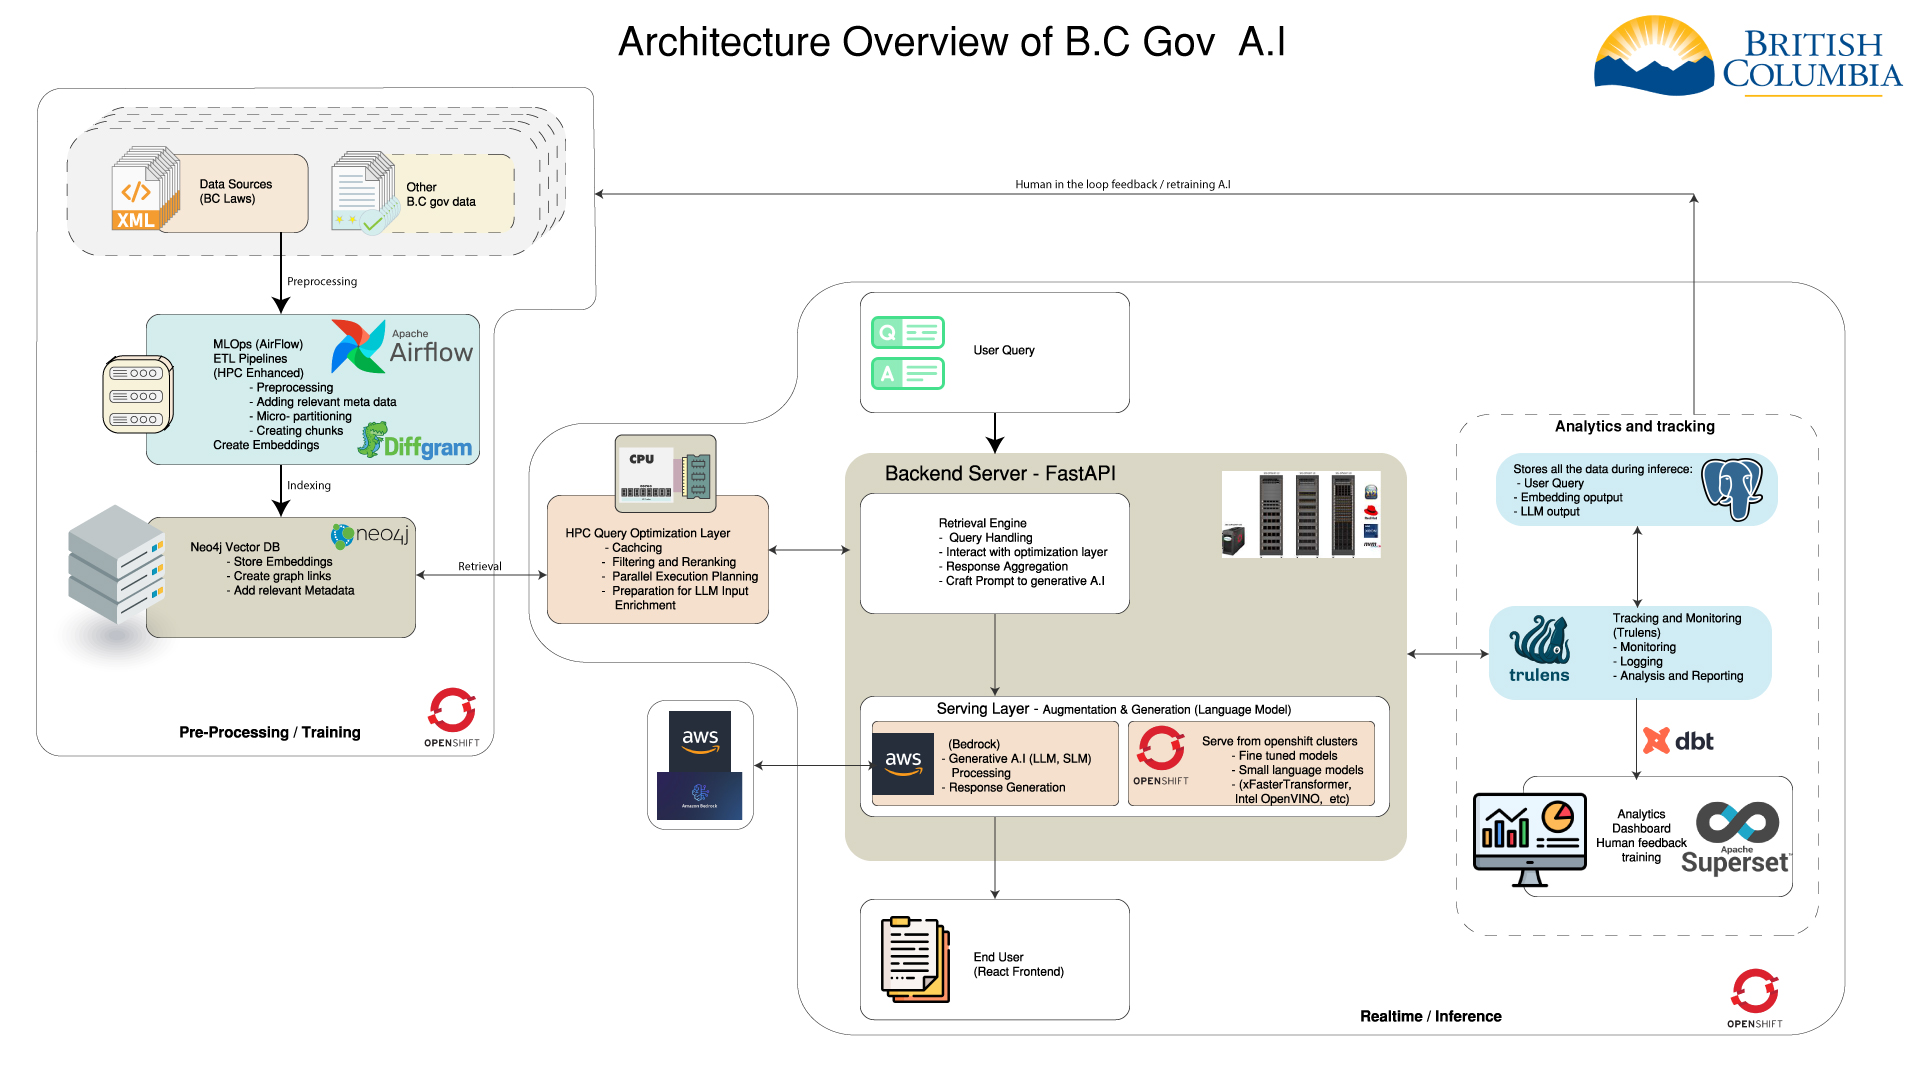 Architecture Overview of B.C Gov A.I
BRITISH
COLUMBIA
XML
Data Sources
(BC Laws)
Other
B.C gov data
Human in the loop feedback / retraining A.I
Preprocessing
MLOps (AirFlow)
ETL Pipelines
(HPC Enhanced)
- Preprocessing
- Adding relevant meta data
- Micro- partitioning
- Creating chunks
Create Embeddings
Apache
Airflow
Diffgram
Indexing
Neo4j Vector DB
- Store Embeddings
- Create graph links
- Add relevant Metadata
neo4j
Retrieval
Pre-Processing / Training
OPENSHIFT
CPU
HPC Query Optimization Layer
- Cachcing
- Filtering and Reranking
- Parallel Execution Planning
- Preparation for LLM Input
Enrichment
Q
A
User Query
Backend Server - FastAPI
Retrieval Engine
- Query Handling
- Interact with optimization layer
- Response Aggregation
- Craft Prompt to generative A.I
Serving Layer - Augmentation & Generation (Language Model)
aws
(Bedrock)
- Generative A.I (LLM, SLM)
Processing
- Response Generation
OPENSHIFT
Serve from openshift clusters
- Fine tuned models
- Small language models
- (xFasterTransformer,
Intel OpenVINO, etc)
aws
Amazon Bedrock
End User
(React Frontend)
Analytics and tracking
Stores all the data during inferece:
- User Query
- Embedding oputput
- LLM output
trulens
Tracking and Monitoring
(Trulens)
- Monitoring
- Logging
- Analysis and Reporting
dbt
Analytics
Dashboard
Human feedback
training
Apache
Superset
Realtime / Inference
OPENSHIFT